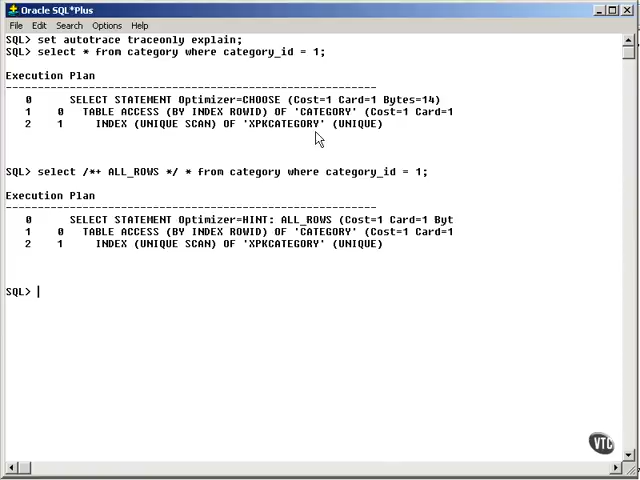 Oracle SQL*Plus
File Edit Search Options Help
SQL> set autotrace traceonly explain;
SQL> select * from category where category_id = 1;
Execution Plan
----------------------------------------------------------
0 SELECT STATEMENT Optimizer=CHOOSE (Cost=1 Card=1 Bytes=14)
1 0 TABLE ACCESS (BY INDEX ROWID) OF 'CATEGORY' (Cost=1 Card=1
2 1 INDEX (UNIQUE SCAN) OF 'XPKCATEGORY' (UNIQUE)
SQL> select /*+ ALL_ROWS */ * from category where category_id = 1;
Execution Plan
----------------------------------------------------------
0 SELECT STATEMENT Optimizer=HINT: ALL_ROWS (Cost=1 Card=1 Byt
1 0 TABLE ACCESS (BY INDEX ROWID) OF 'CATEGORY' (Cost=1 Card=1
2 1 INDEX (UNIQUE SCAN) OF 'XPKCATEGORY' (UNIQUE)
SQL>
VTC